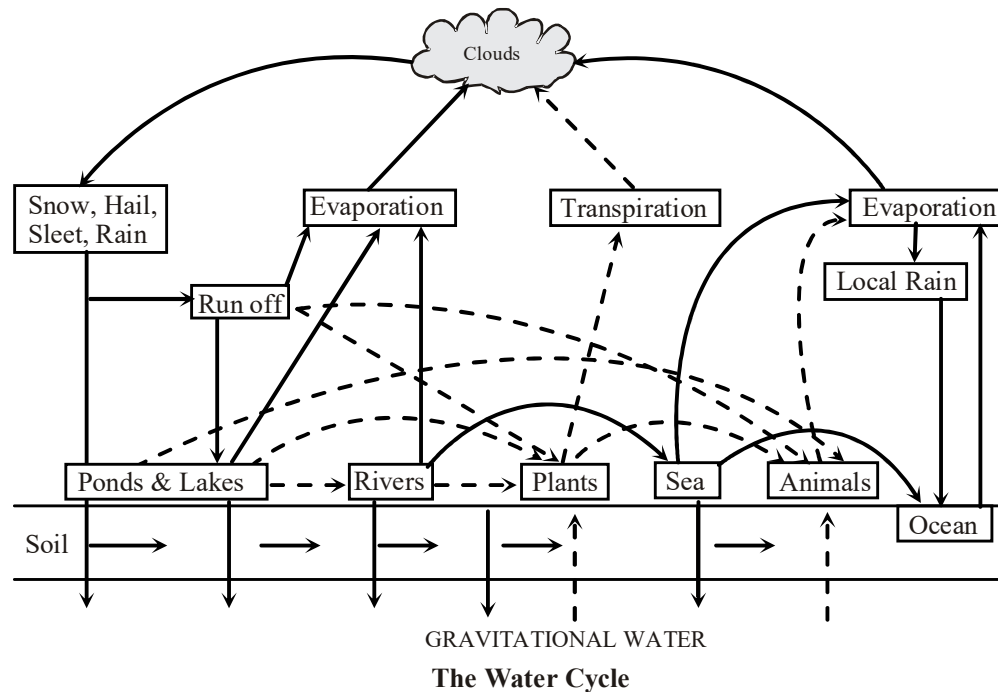 Clouds
Snow, Hail,
Sleet, Rain
Evaporation
Transpiration
Evaporation
Local Rain
Run off
Ponds & Lakes
Rivers
Plants
Sea
Animals
Ocean
Soil
GRAVITATIONAL WATER
The Water Cycle